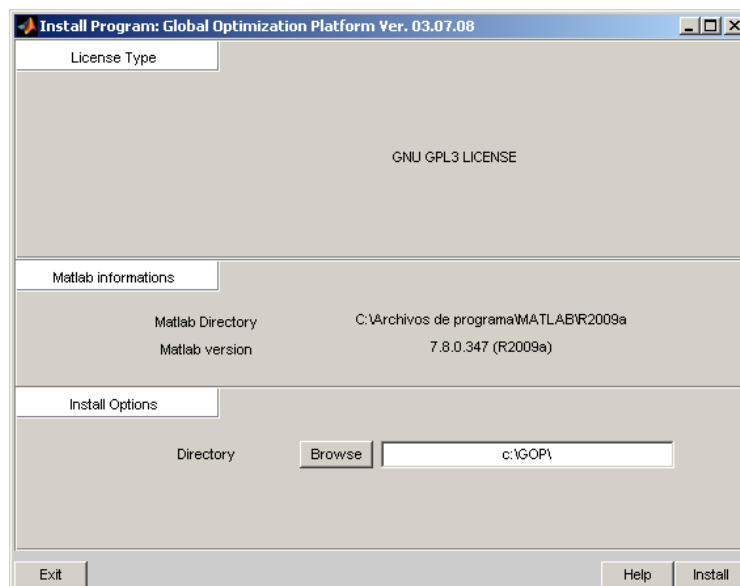 Install Program: Global Optimization Platform Ver. 03.07.08
License Type
GNU GPL3 LICENSE
Matlab informations
Matlab Directory C:\Archivos de programa\MATLAB\R2009a
Matlab version 7.8.0.347 (R2009a)
Install Options
Directory Browse c:\GOP\
Exit Help Install